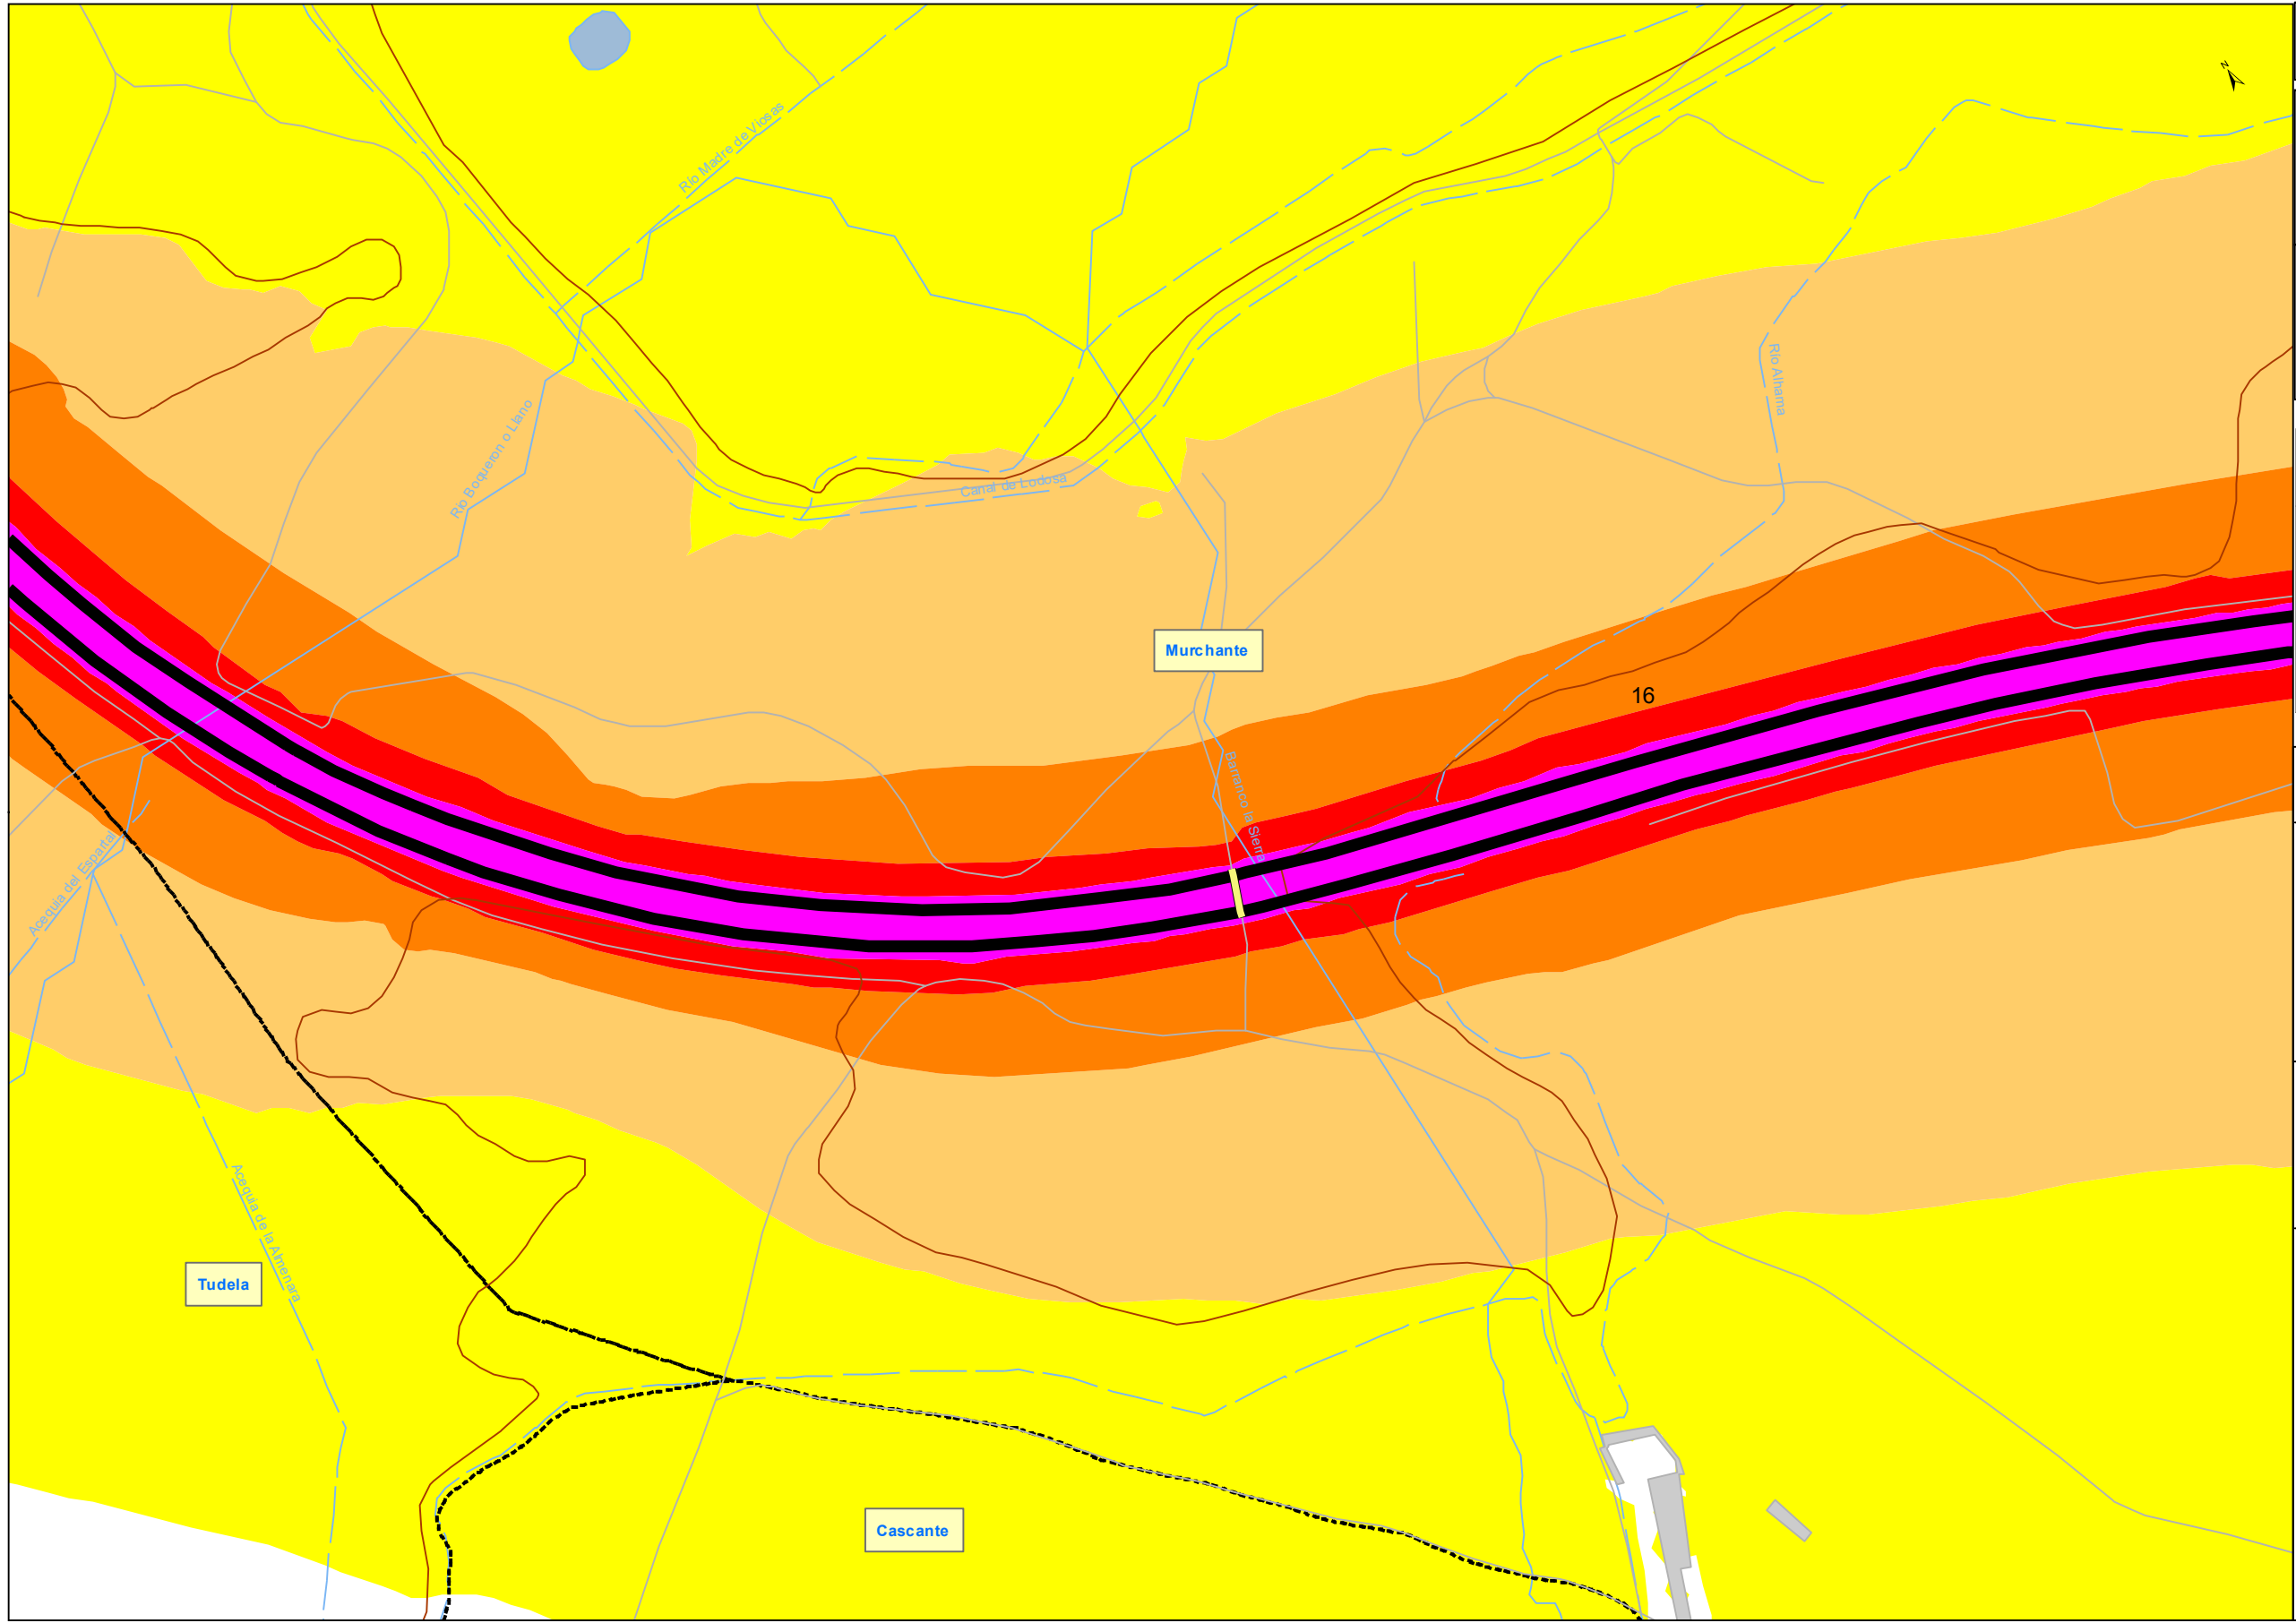 N
Río Madre de Viosas
Río Alhama
Río Boqueron o Llano
Canal de Lodosa
Murchante
16
Barranco la Sierra
Acequia del Espartal
Acequia de la Almenara
Tudela
Cascante